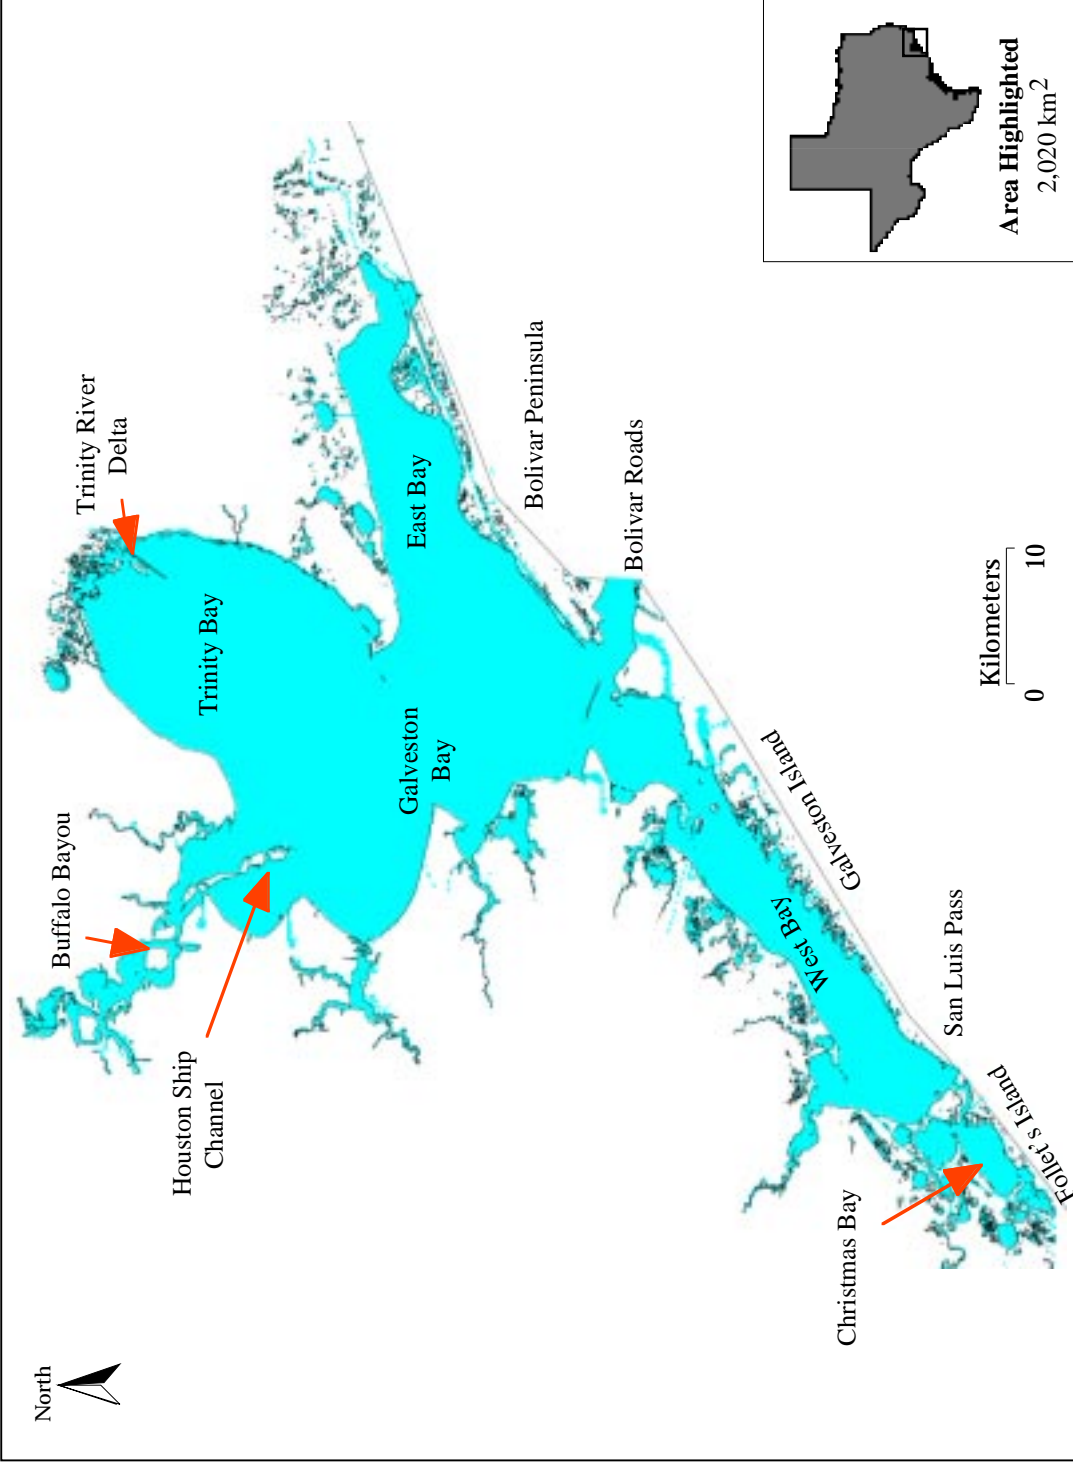 North
Buffalo Bayou
Trinity River
Delta
Houston Ship
Channel
Trinity Bay
Galveston
Bay
East Bay
Bolivar Peninsula
Bolivar Roads
West Bay
Galveston Island
San Luis Pass
Christmas Bay
Follet's Island
Kilometers
0 10
Area Highlighted
2,020 km²